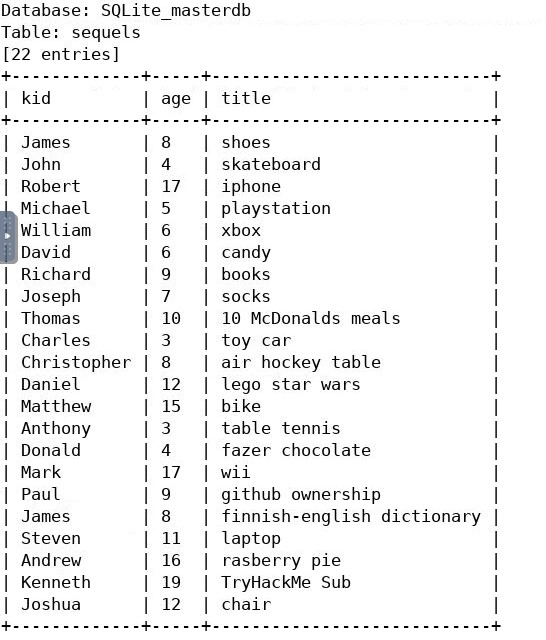 Database: SQLite_masterdb
Table: sequels
[22 entries]
+-------------+-----+----------------------------+
| kid         | age | title                      |
+-------------+-----+----------------------------+
| James       | 8   | shoes                      |
| John        | 4   | skateboard                 |
| Robert      | 17  | iphone                     |
| Michael     | 5   | playstation                |
| William     | 6   | xbox                       |
| David       | 6   | candy                      |
| Richard     | 9   | books                      |
| Joseph      | 7   | socks                      |
| Thomas      | 10  | 10 McDonalds meals         |
| Charles     | 3   | toy car                    |
| Christopher | 8   | air hockey table           |
| Daniel      | 12  | lego star wars             |
| Matthew     | 15  | bike                       |
| Anthony     | 3   | table tennis               |
| Donald      | 4   | fazer chocolate            |
| Mark        | 17  | wii                        |
| Paul        | 9   | github ownership           |
| James       | 8   | finnish-english dictionary |
| Steven      | 11  | laptop                     |
| Andrew      | 16  | rasberry pie               |
| Kenneth     | 19  | TryHackMe Sub              |
| Joshua      | 12  | chair                      |
+-------------+-----+----------------------------+